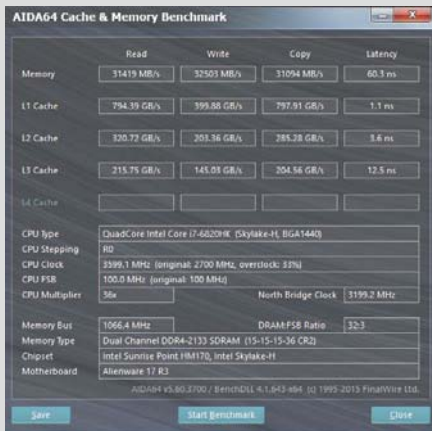 AIDA64 Cache & Memory Benchmark
Read Write Copy Latency
Memory 31419 MB/s 32503 MB/s 31094 MB/s 60.3 ns
L1 Cache 794.39 GB/s 399.88 GB/s 797.91 GB/s 1.1 ns
L2 Cache 320.72 GB/s 203.36 GB/s 285.28 GB/s 3.6 ns
L3 Cache 215.75 GB/s 145.03 GB/s 204.56 GB/s 12.5 ns
L4 Cache
CPU Type QuadCore Intel Core i7-6820HK (Skylake-H, BGA1440)
CPU Stepping R0
CPU Clock 3599.1 MHz (original: 2700 MHz, overclock: 33%)
CPU FSB 100.0 MHz (original: 100 MHz)
CPU Multiplier 36x North Bridge Clock 3199.2 MHz
Memory Bus 1066.4 MHz DRAM:FSB Ratio 32:3
Memory Type Dual Channel DDR4-2133 SDRAM (15-15-15-36 CR2)
Chipset Intel Sunrise Point HM170, Intel Skylake-H
Motherboard Alienware 17 R3
AIDA64 v5.60.3700 / BenchDLL 4.1.643-x64 (c) 1995-2015 FinalWire Ltd.
Save Start Benchmark Close